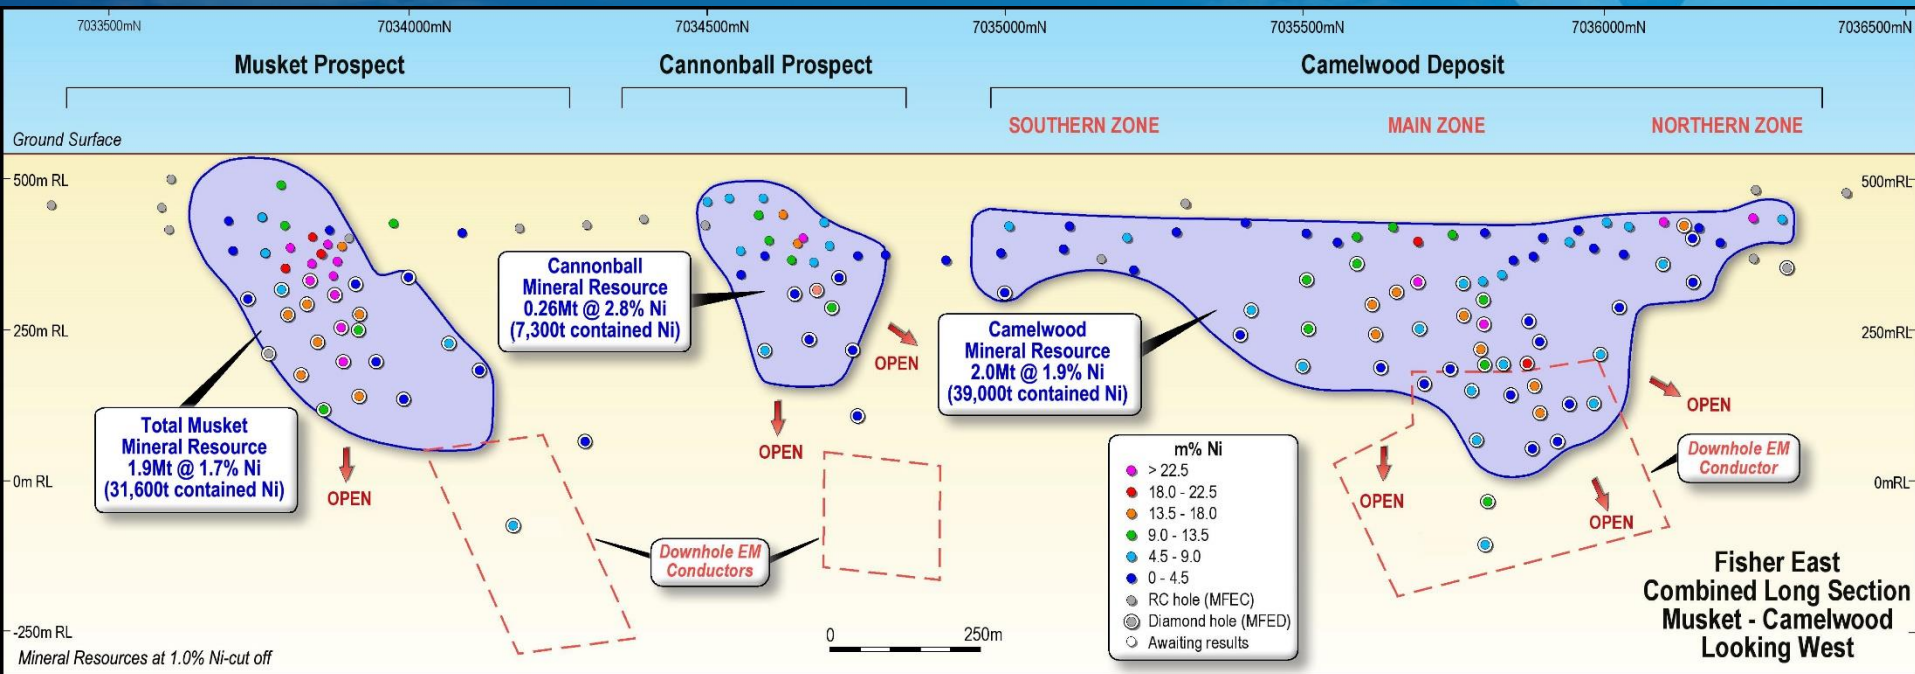 7033500mN
7034000mN
7034500mN
7035000mN
7035500mN
7036000mN
7036500mN
Musket Prospect
Cannonball Prospect
Camelwood Deposit
SOUTHERN ZONE
MAIN ZONE
NORTHERN ZONE
Ground Surface
500m RL
500mRL
250m RL
250mRL
0m RL
0mRL
-250m RL
Cannonball
Mineral Resource
0.26Mt @ 2.8% Ni
(7,300t contained Ni)
Camelwood
Mineral Resource
2.0Mt @ 1.9% Ni
(39,000t contained Ni)
Total Musket
Mineral Resource
1.9Mt @ 1.7% Ni
(31,600t contained Ni)
OPEN
OPEN
OPEN
OPEN
OPEN
OPEN
Downhole EM
Conductor
Downhole EM
Conductors
m% Ni
> 22.5
18.0 - 22.5
13.5 - 18.0
9.0 - 13.5
4.5 - 9.0
0 - 4.5
RC hole (MFEC)
Diamond hole (MFED)
Awaiting results
0
250m
Fisher East
Combined Long Section
Musket - Camelwood
Looking West
Mineral Resources at 1.0% Ni-cut off